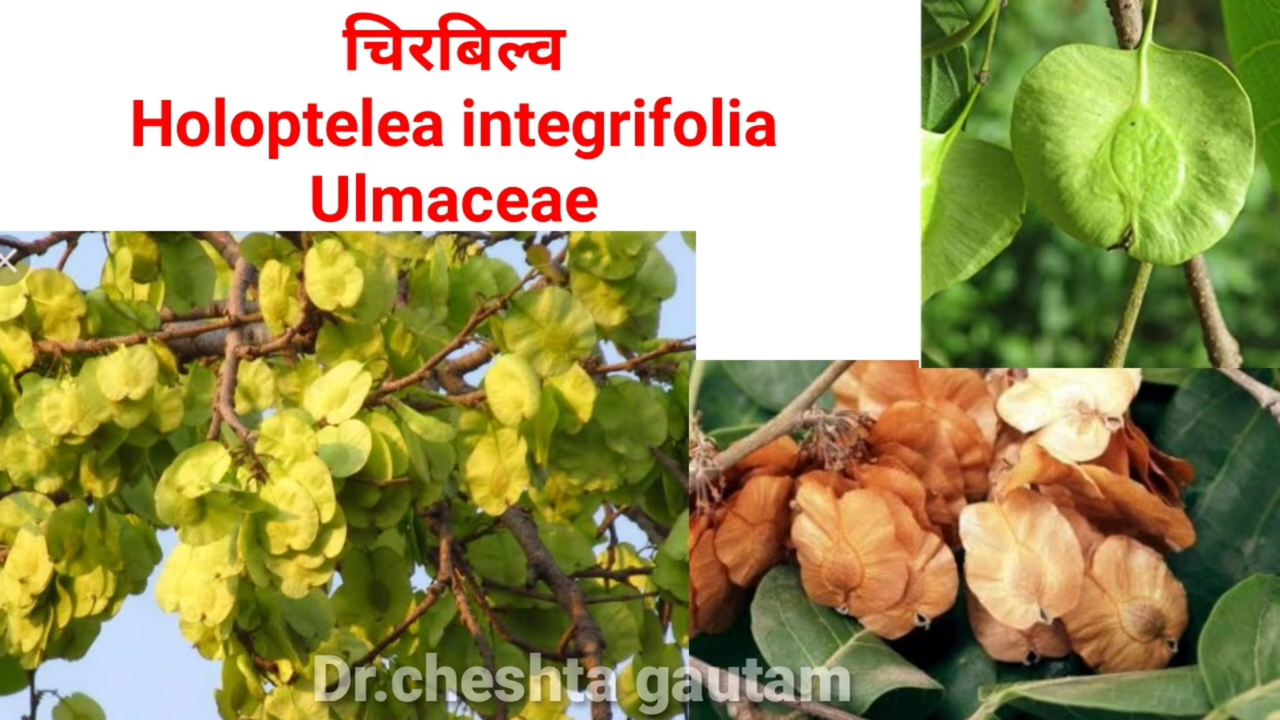 चिरबिल्व
Holoptelea integrifolia
Ulmaceae
Dr.cheshta gautam